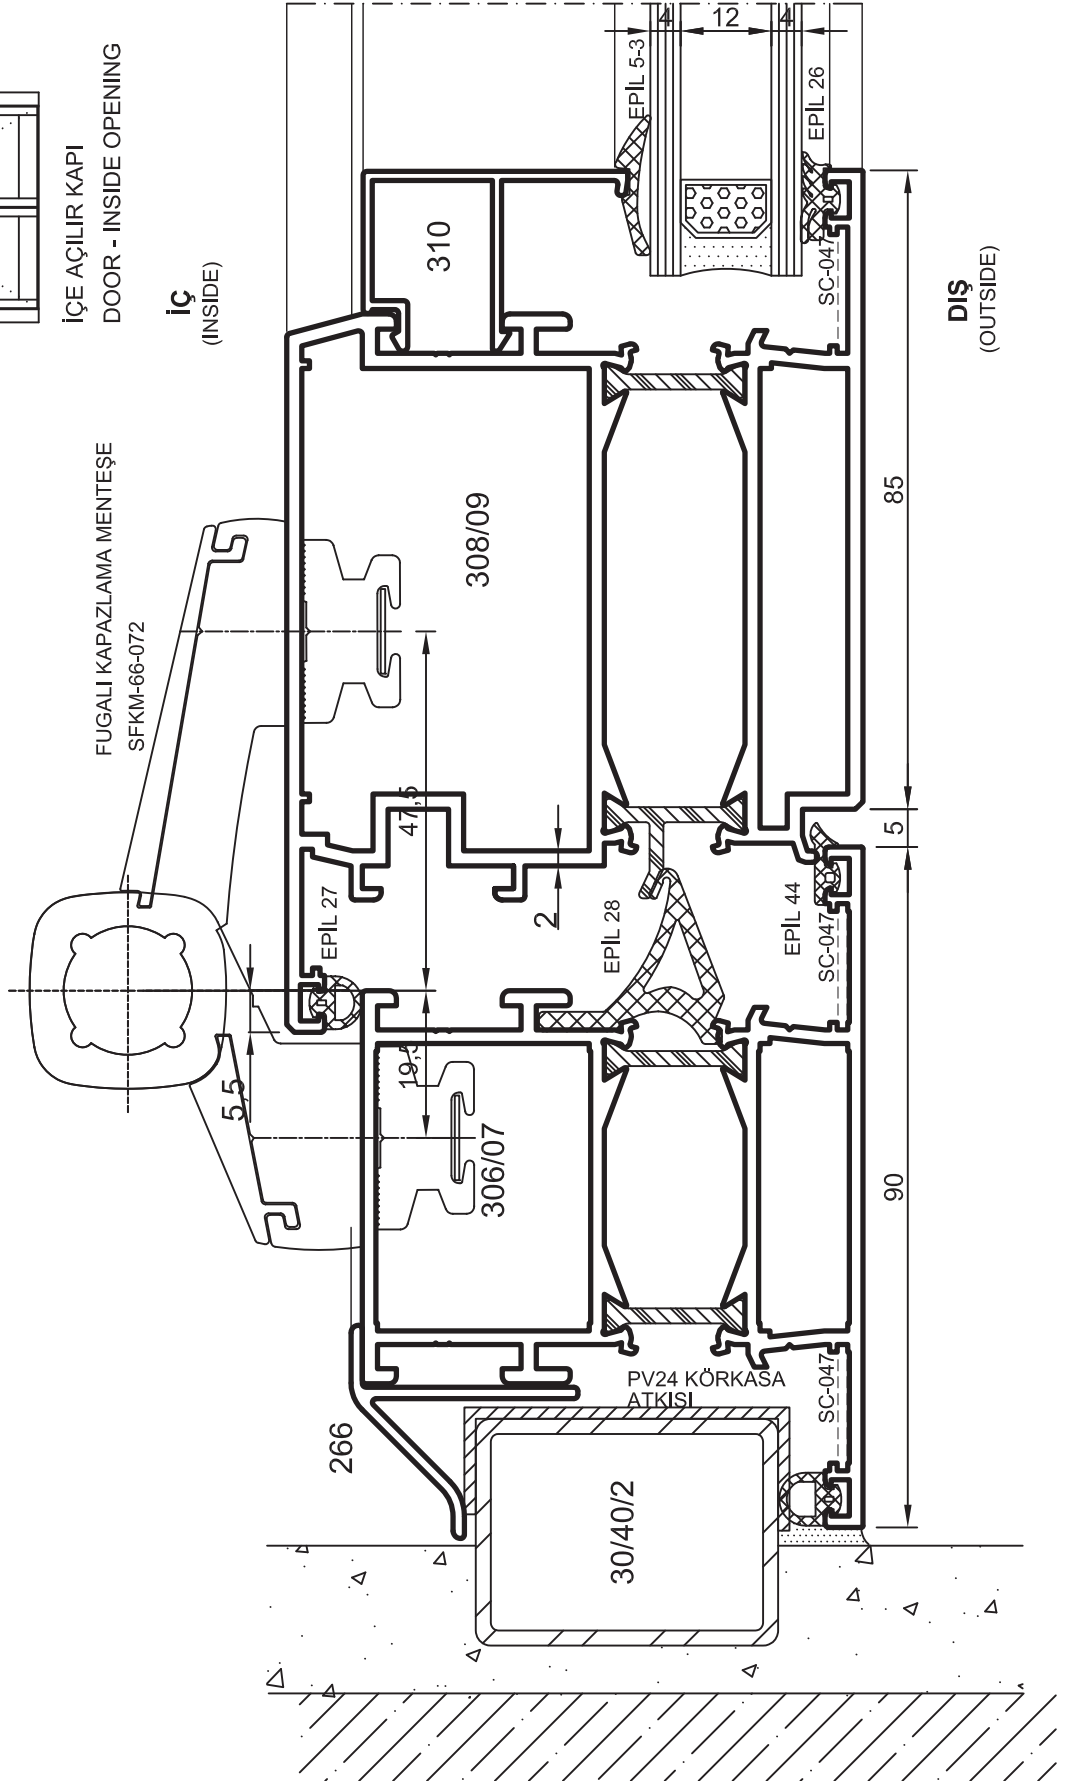 İÇE AÇILIR KAPI
DOOR - INSIDE OPENING
İÇ
(INSIDE)
FUGALI KAPAZLAMA MENTEŞE
SFKM-66-072
4
12
4
EPİL 5-3
EPİL 26
310
SC-047
DIŞ
(OUTSIDE)
308/09
85
47,5
5
2
EPİL 27
EPİL 28
EPİL 44
SC-047
5,5
19,5
306/07
90
266
PV24 KÖRKASA
ATKISI
SC-047
30/40/2